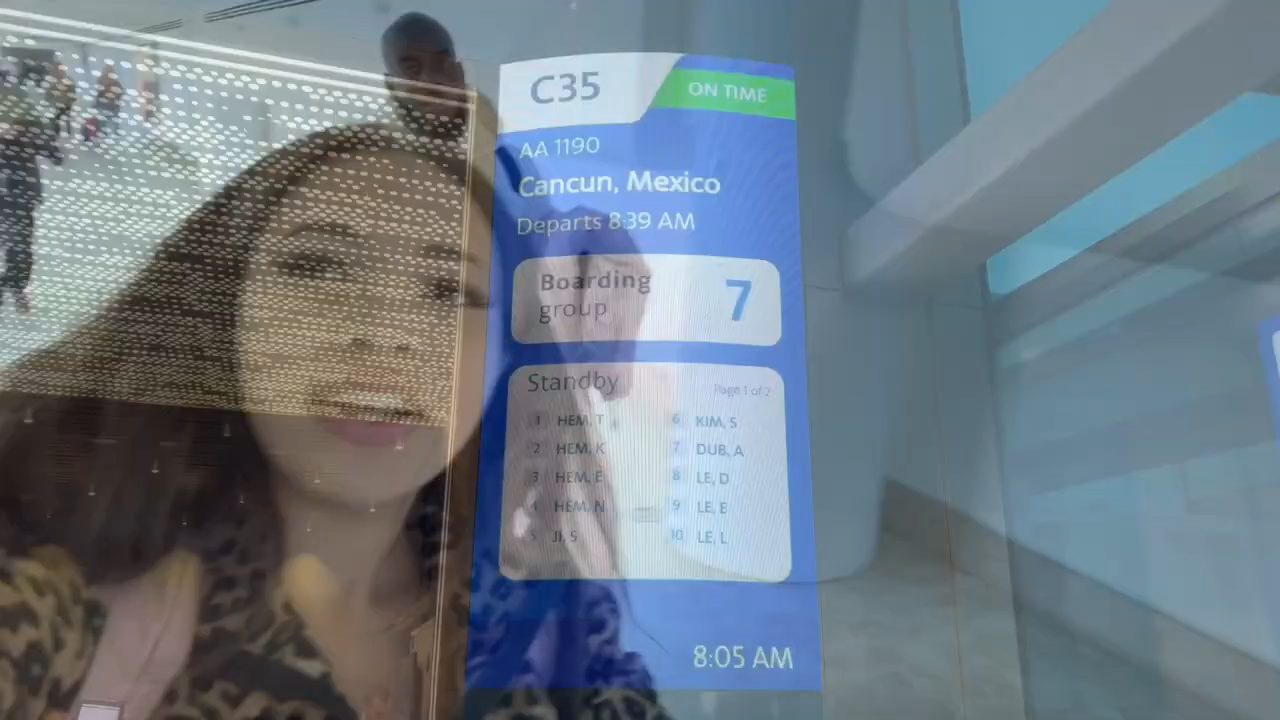 C35
ON TIME
AA 1190
Cancun, Mexico
Departs 8:39 AM
Boarding
group
7
Standby
Page 1 of 2
1 HEM, T
2 HEM, K
3 HEM, E
4 HEM, N
5 JI, S
6 KIM, S
7 DUB, A
8 LE, D
9 LE, E
10 LE, L
8:05 AM